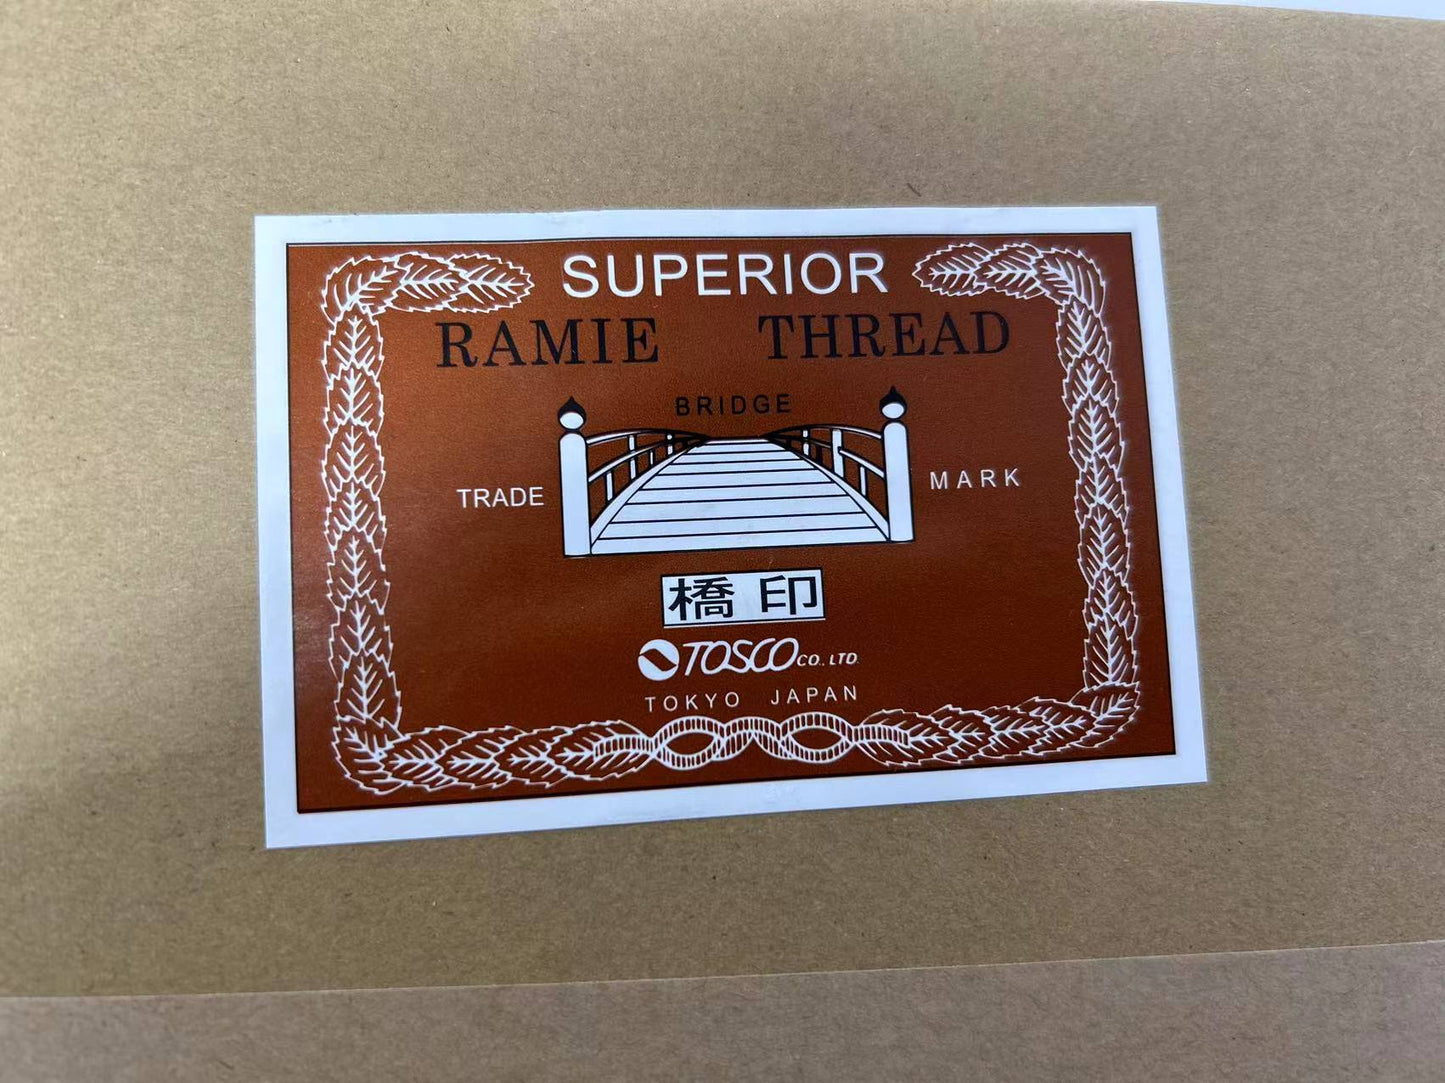 SUPERIOR
RAMIE THREAD
BRIDGE
TRADE MARK
橋印
TOSCO CO., LTD.
TOKYO JAPAN